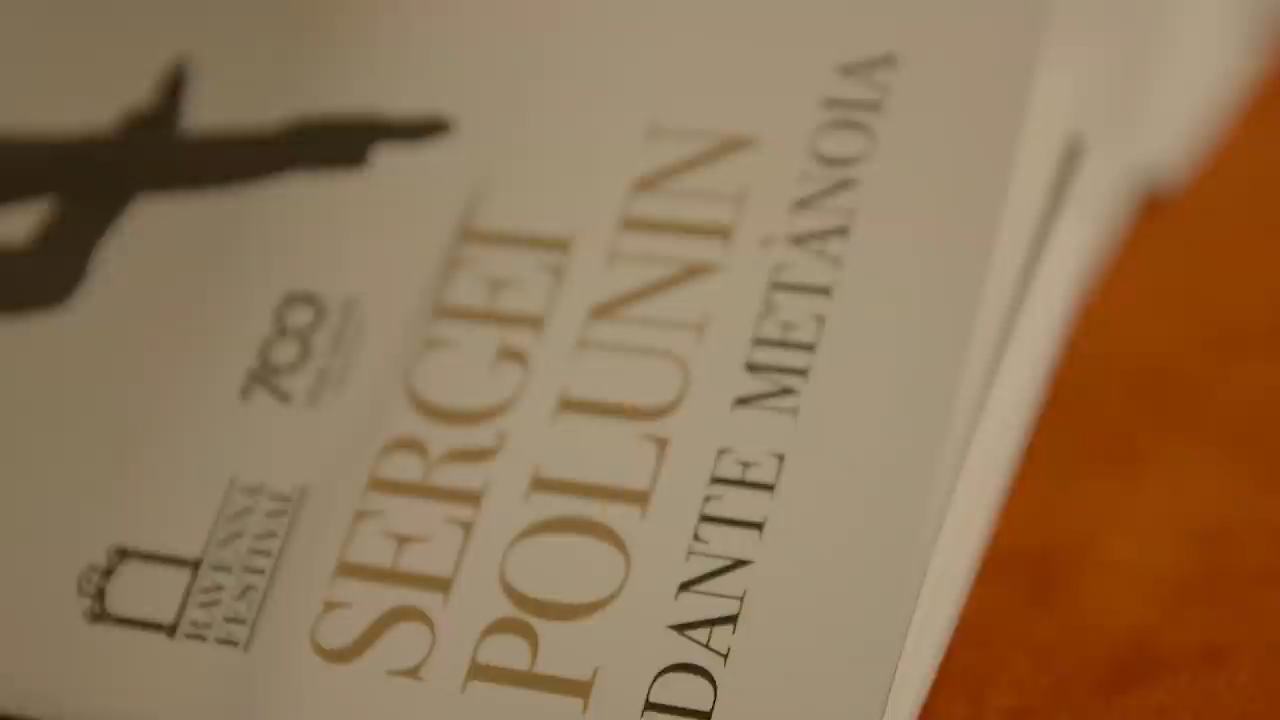 SERGEI
POLUNIN
DANTE METÀNOIA
RAVENNA
FESTIVAL
700